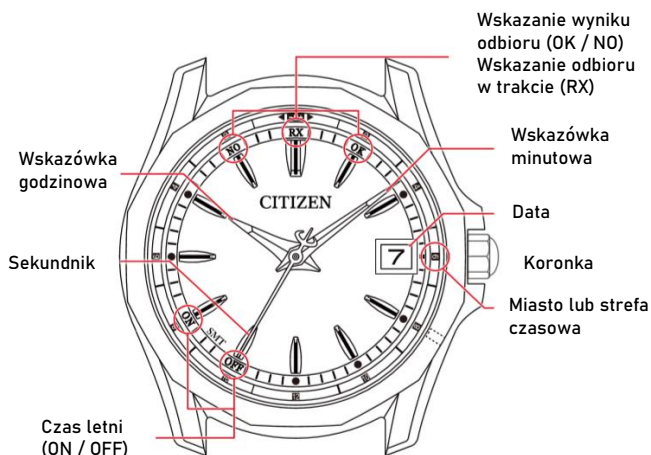 Wskazanie wyniku
odbioru (OK / NO)
Wskazanie odbioru
w trakcie (RX)
Wskazówka
minutowa
Wskazówka
godzinowa
NO
RX
OK
CITIZEN
Data
7
Sekundnik
Koronka
Miasto lub strefa
czasowa
ON
SMT
OFF
Czas letni
(ON / OFF)